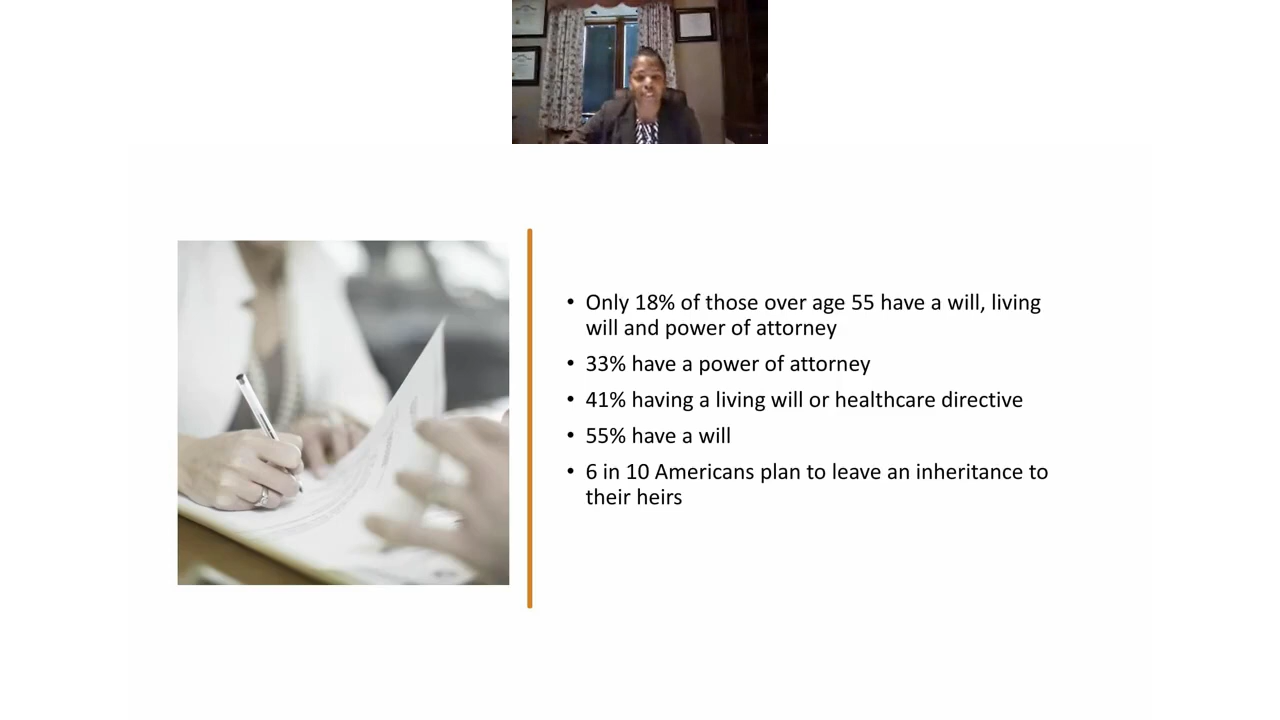 • Only 18% of those over age 55 have a will, living
will and power of attorney
• 33% have a power of attorney
• 41% having a living will or healthcare directive
• 55% have a will
• 6 in 10 Americans plan to leave an inheritance to
their heirs